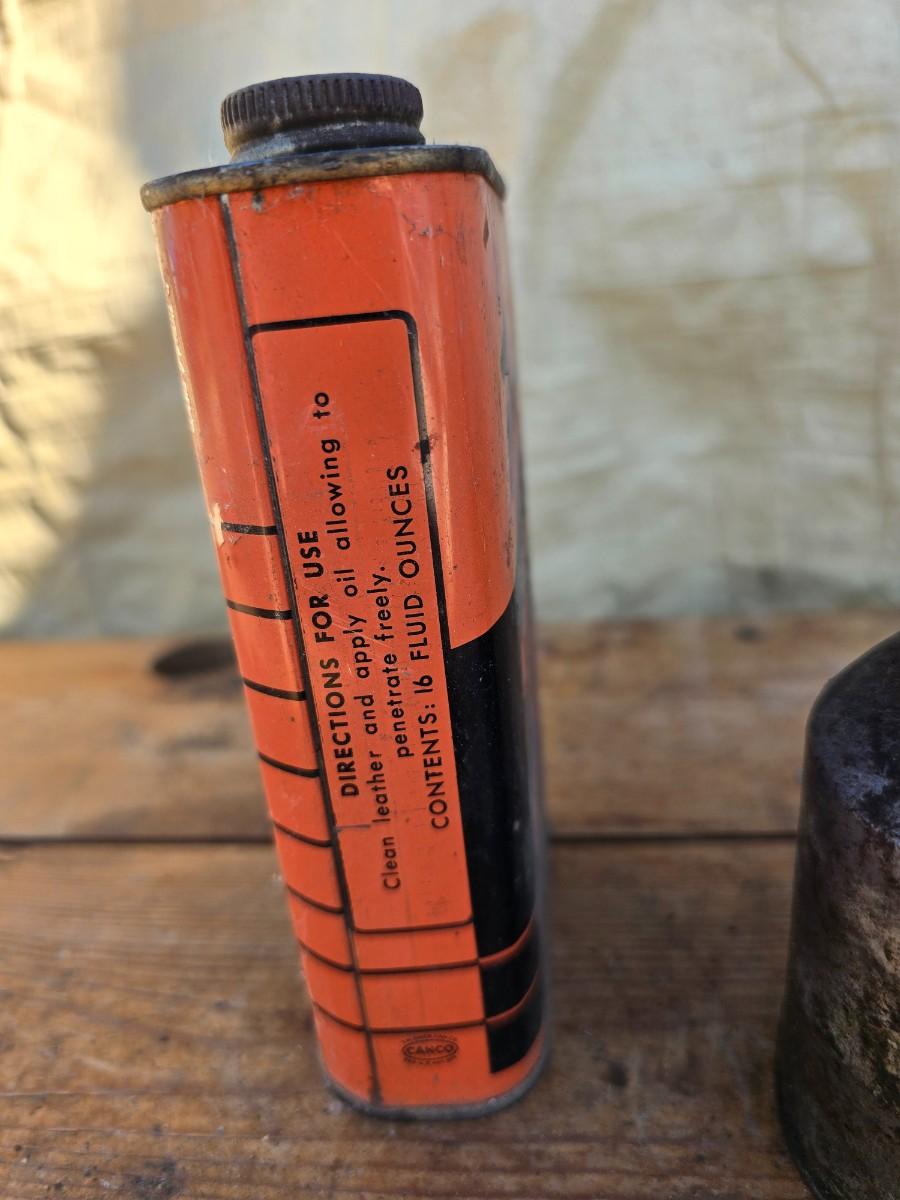 DIRECTIONS FOR USE
Clean leather and apply oil allowing to
penetrate freely.
CONTENTS: 16 FLUID OUNCES
CANCO